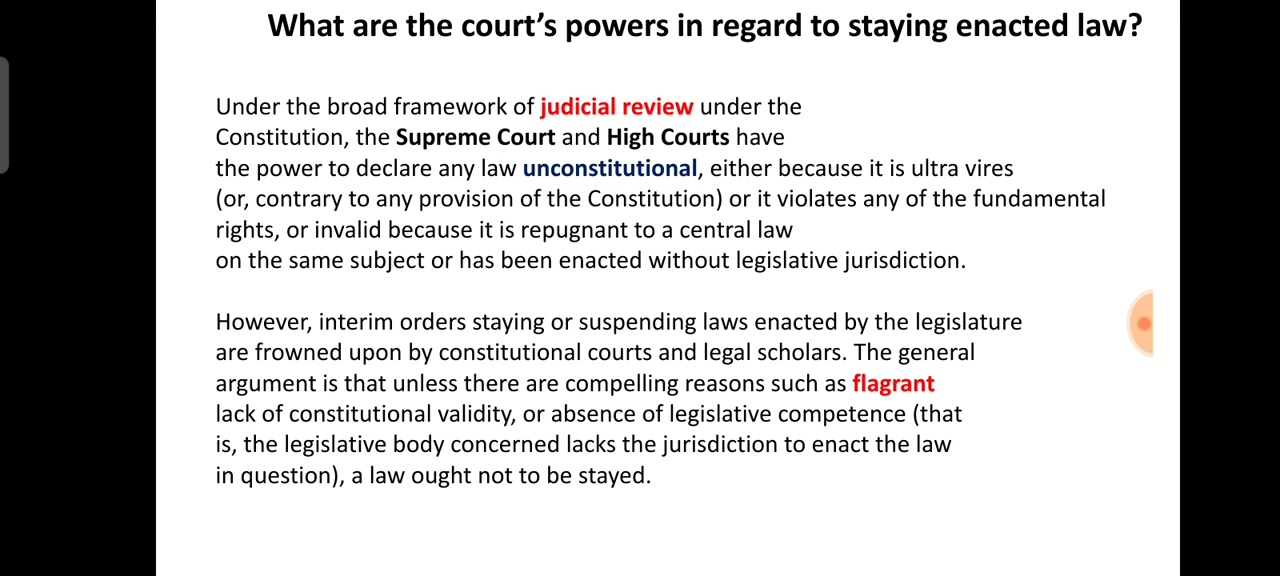 What are the court’s powers in regard to staying enacted law?
Under the broad framework of judicial review under the
Constitution, the Supreme Court and High Courts have
the power to declare any law unconstitutional, either because it is ultra vires
(or, contrary to any provision of the Constitution) or it violates any of the fundamental
rights, or invalid because it is repugnant to a central law
on the same subject or has been enacted without legislative jurisdiction.
However, interim orders staying or suspending laws enacted by the legislature
are frowned upon by constitutional courts and legal scholars. The general
argument is that unless there are compelling reasons such as flagrant
lack of constitutional validity, or absence of legislative competence (that
is, the legislative body concerned lacks the jurisdiction to enact the law
in question), a law ought not to be stayed.